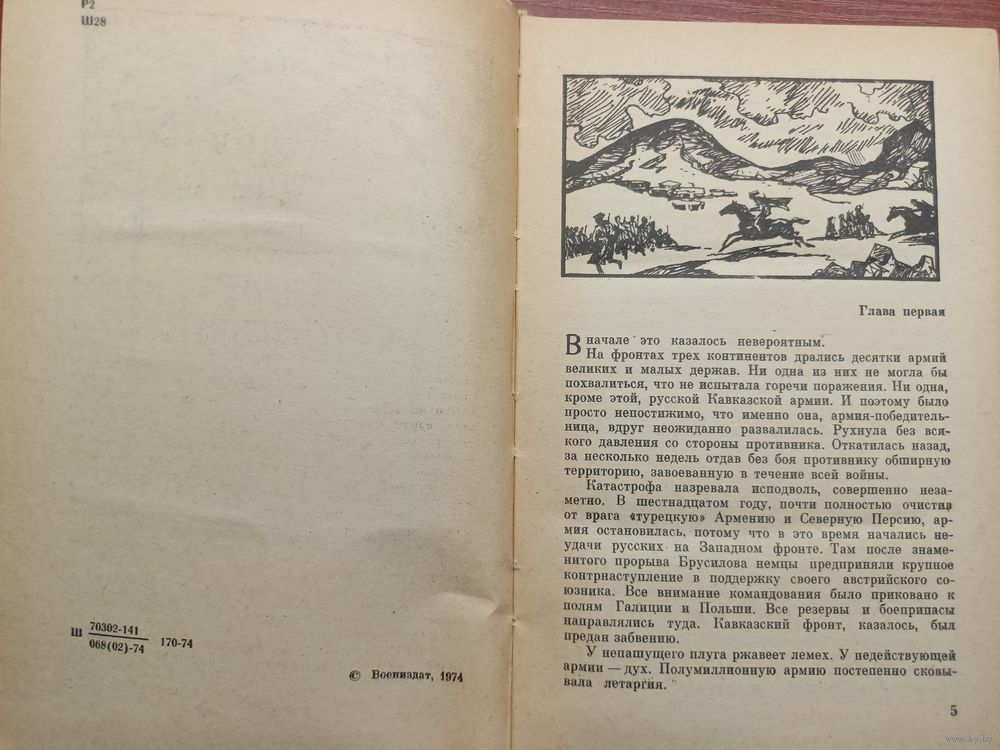 Р2
Ш28
Ш 70302-141
068(02)-74 170-74
© Воениздат, 1974
Глава первая
В начале это казалось невероятным.
На фронтах трех континентов дрались десятки армий
великих и малых держав. Ни одна из них не могла бы
похвалиться, что не испытала горечи поражения. Ни одна,
кроме этой, русской Кавказской армии. И поэтому было
просто непостижимо, что именно она, армия-победитель-
ница, вдруг неожиданно развалилась. Рухнула без вся-
кого давления со стороны противника. Откатилась назад,
за несколько недель отдав без боя противнику обширную
территорию, завоеванную в течение всей войны.
Катастрофа назревала исподволь, совершенно неза-
метно. В шестнадцатом году, почти полностью очистив
от врага «турецкую» Армению и Северную Персию, ар-
мия остановилась, потому что в это время начались не-
удачи русских на Западном фронте. Там после знаме-
нитого прорыва Брусилова немцы предприняли крупное
контрнаступление в поддержку своего австрийского со-
юзника. Все внимание командования было приковано к
полям Галиции и Польши. Все резервы и боеприпасы
направлялись туда. Кавказский фронт, казалось, был
предан забвению.
У непашущего плуга ржавеет лемех. У недействующей
армии — дух. Полумиллионную армию постепенно сковы-
вала летаргия.
5
www.ay.by